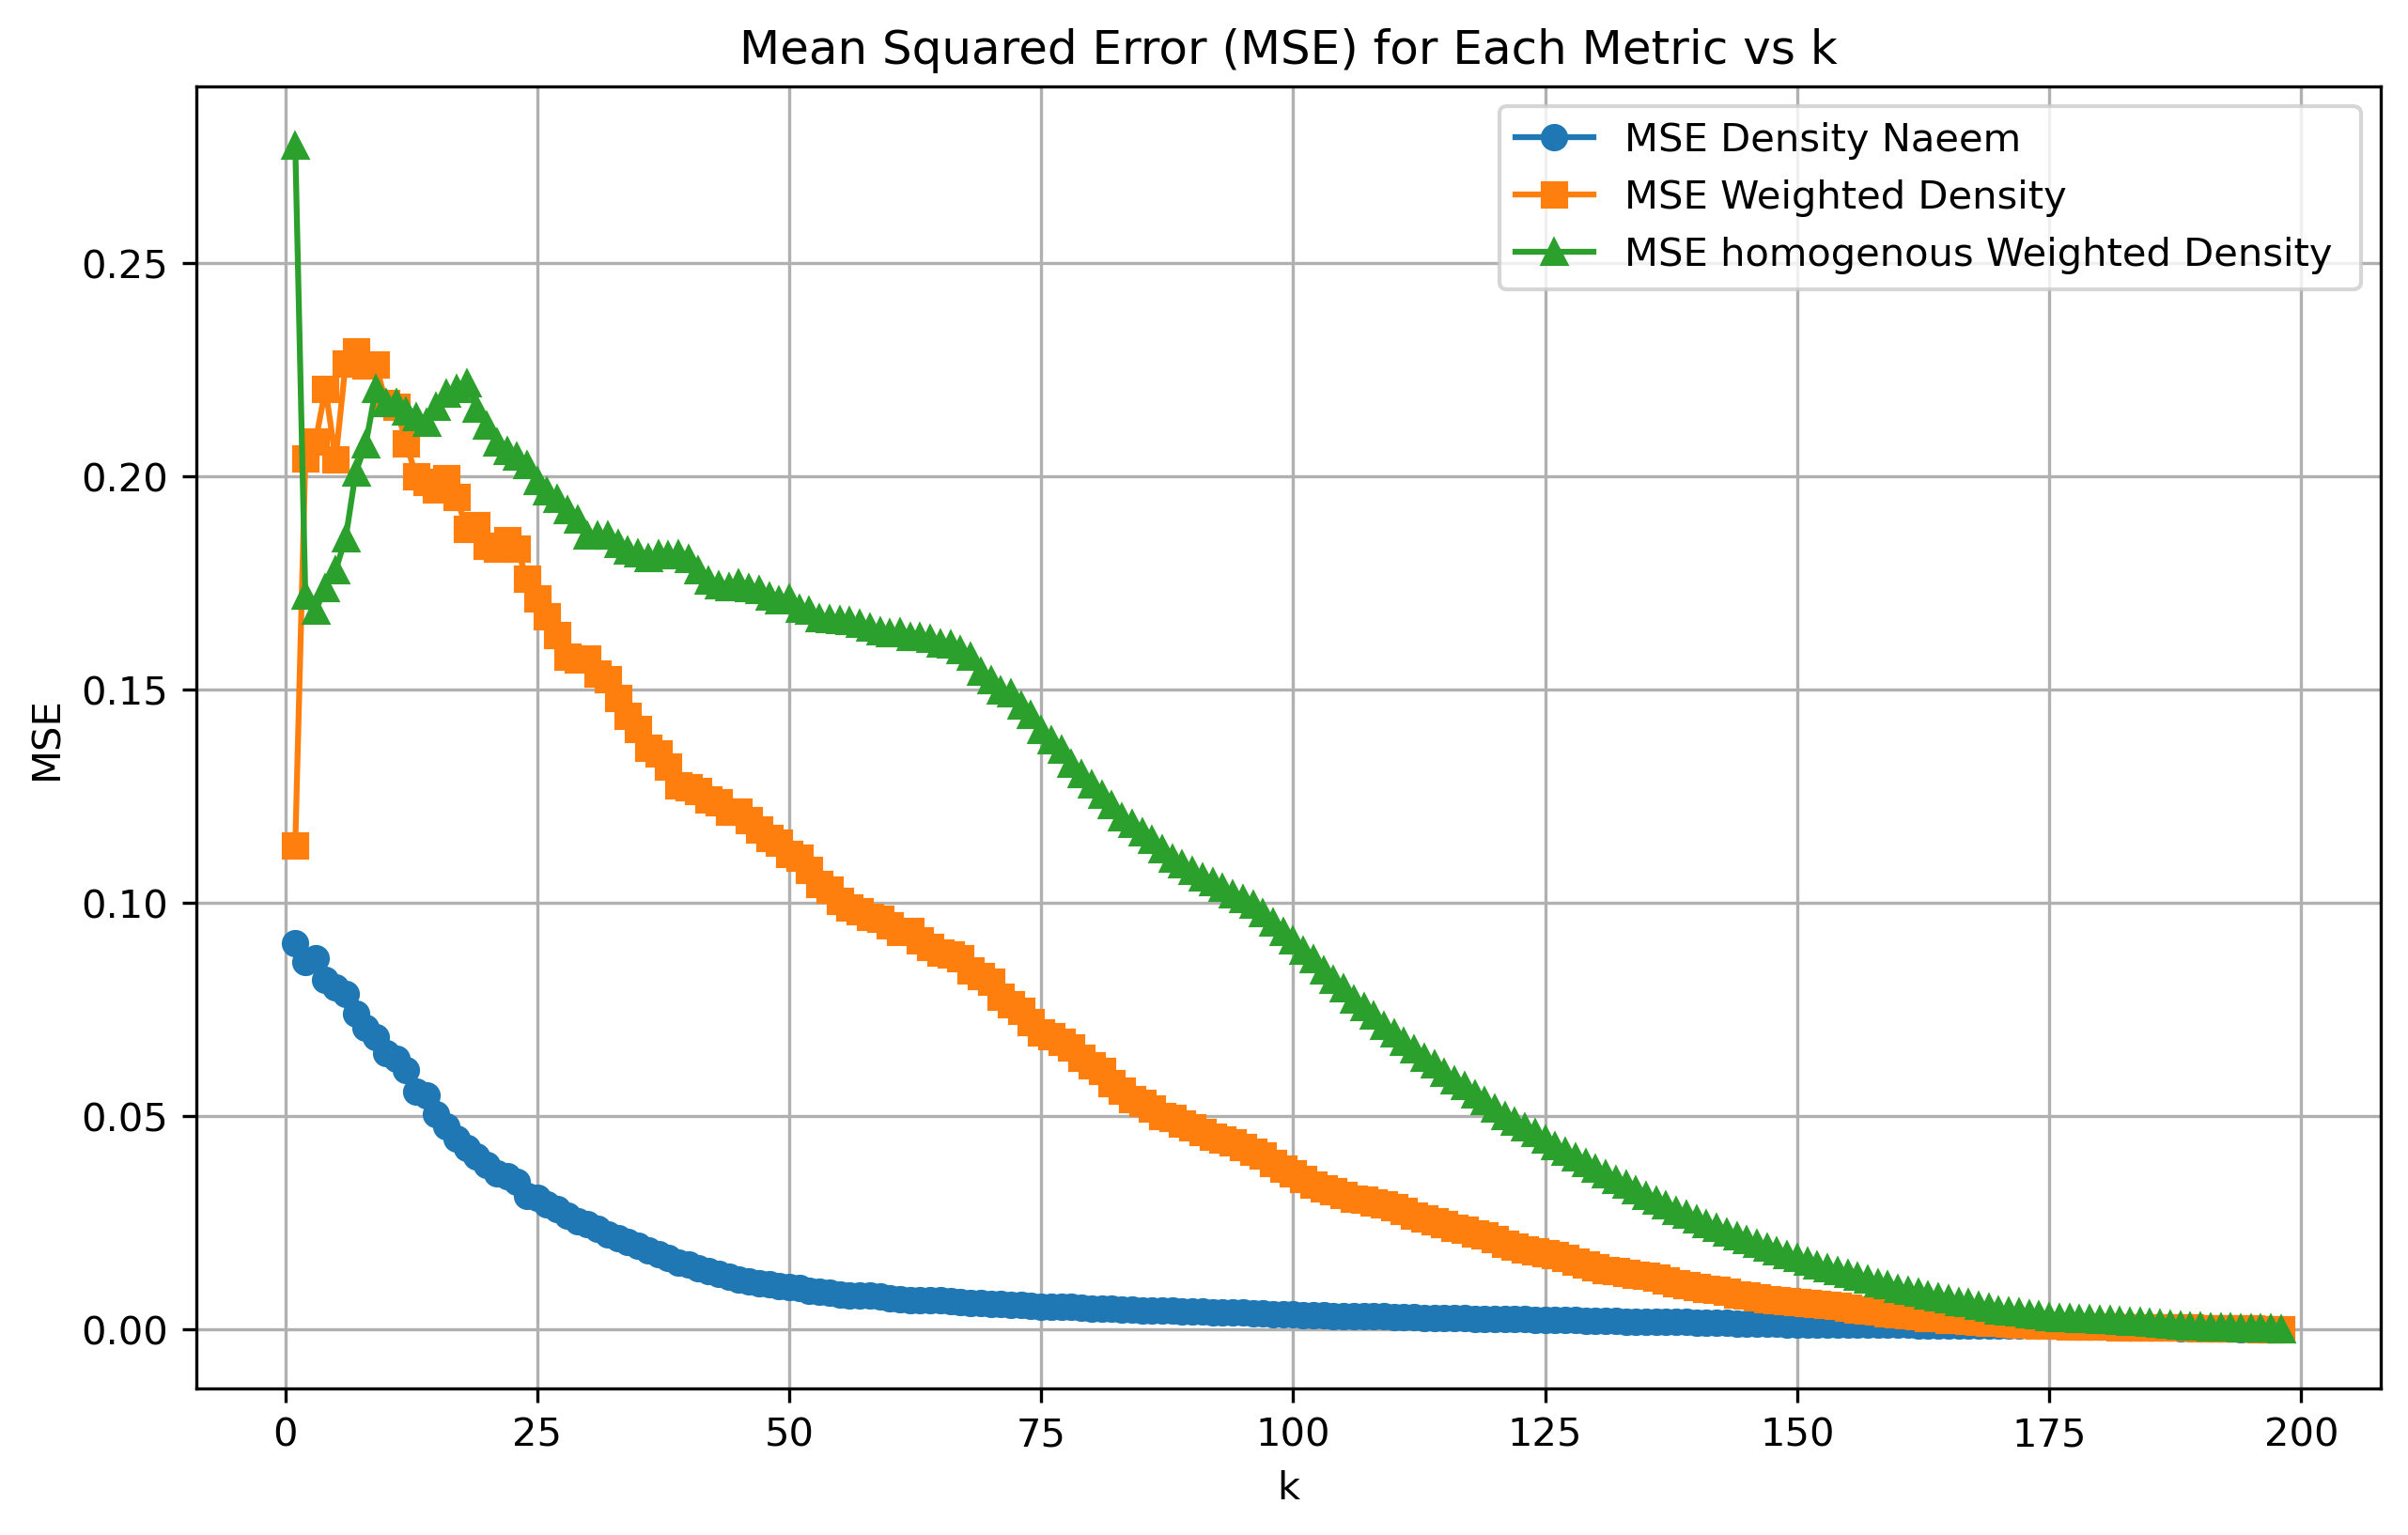 Mean Squared Error (MSE) for Each Metric vs k
MSE Density Naeem
MSE Weighted Density
MSE homogenous Weighted Density
0.25
0.20
0.15
0.10
0.05
0.00
MSE
0 25 50 75 100 125 150 175 200
k